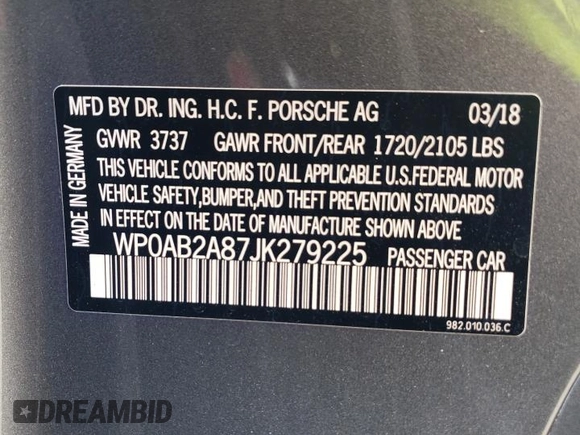 MFD BY DR. ING. H.C. F. PORSCHE AG 03/18
GVWR 3737 GAWR FRONT/REAR 1720/2105 LBS
THIS VEHICLE CONFORMS TO ALL APPLICABLE U.S.FEDERAL MOTOR
VEHICLE SAFETY,BUMPER,AND THEFT PREVENTION STANDARDS
IN EFFECT ON THE DATE OF MANUFACTURE SHOWN ABOVE
WP0AB2A87JK279225 PASSENGER CAR
982.010.036.C
MADE IN GERMANY
DREAMBID